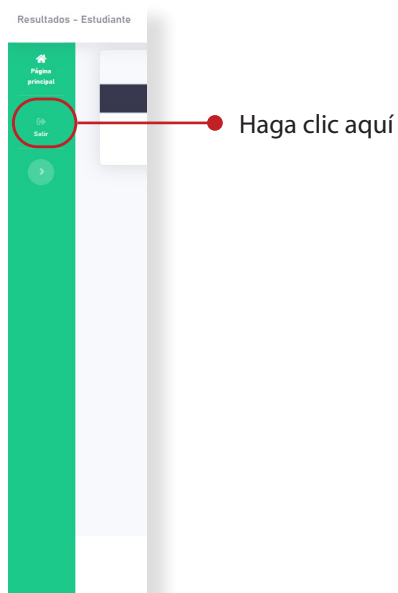 Resultados - Estudiante
Página
principal
Salir
Haga clic aquí